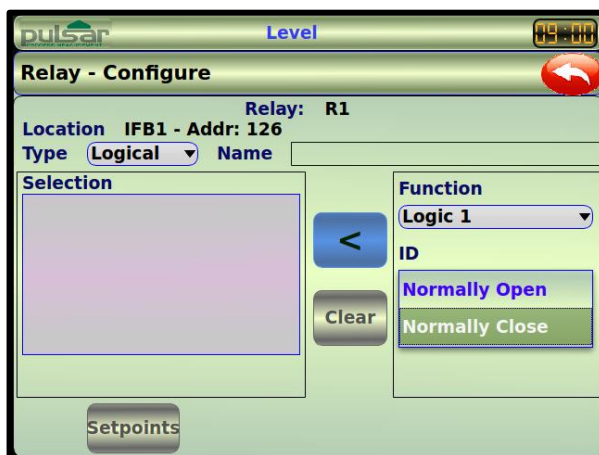 pulsar
Level
09:00
Relay - Configure
Relay: R1
Location IFB1 - Addr: 126
Type Logical Name
Selection
Function
Logic 1
<
ID
Normally Open
Clear
Normally Close
Setpoints